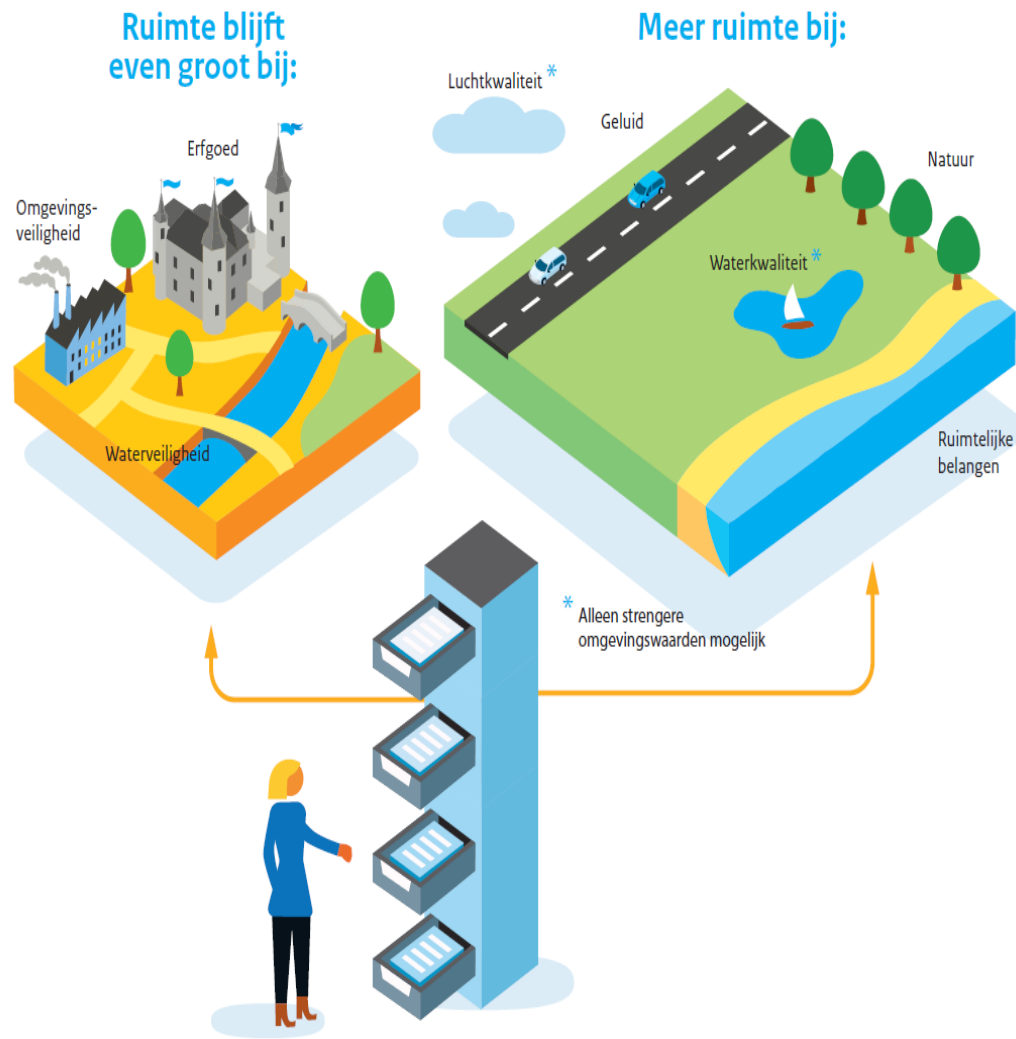 Ruimte blijft
even groot bij:
Meer ruimte bij:
Luchtkwaliteit *
Geluid
Erfgoed
Natuur
Omgevings-
veiligheid
Waterkwaliteit *
Waterveiligheid
Ruimtelijke
belangen
* Alleen strengere
omgevingswaarden mogelijk